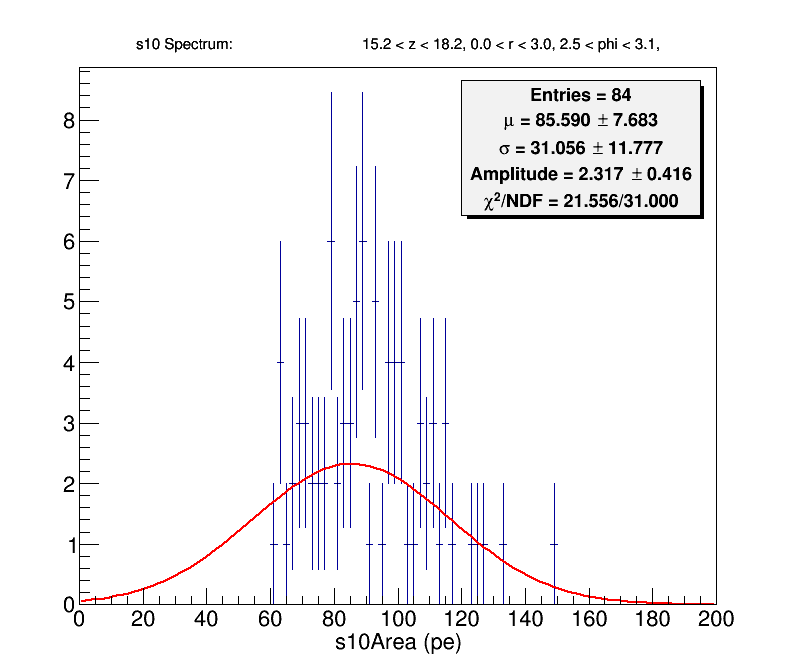 s10 Spectrum: 15.2 < z < 18.2, 0.0 < r < 3.0, 2.5 < phi < 3.1,
Entries = 84
μ = 85.590 ± 7.683
σ = 31.056 ± 11.777
Amplitude = 2.317 ± 0.416
χ²/NDF = 21.556/31.000
8
7
6
5
4
3
2
1
0
0 20 40 60 80 100 120 140 160 180 200
s10Area (pe)